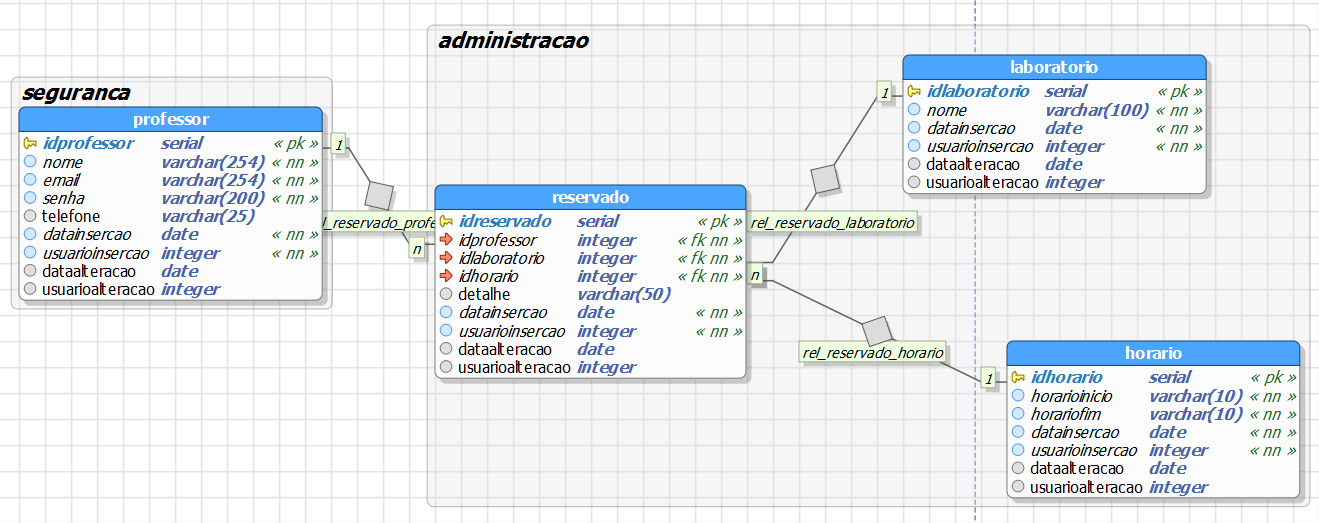 administracao
seguranca
professor
idprofessor serial « pk »
nome varchar(254) « nn »
email varchar(254) « nn »
senha varchar(200) « nn »
telefone varchar(25)
datainsercao date « nn »
usuarioinsercao integer « nn »
dataalteracao date
usuarioalteracao integer
1
l_reservado_profe
n
reservado
idreservado serial « pk »
idprofessor integer « fk nn »
idlaboratorio integer « fk nn »
idhorario integer « fk nn »
detalhe varchar(50)
datainsercao date « nn »
usuarioinsercao integer « nn »
dataalteracao date
usuarioalteracao integer
n
rel_reservado_laboratorio
1
laboratorio
idlaboratorio serial « pk »
nome varchar(100) « nn »
datainsercao date « nn »
usuarioinsercao integer « nn »
dataalteracao date
usuarioalteracao integer
rel_reservado_horario
1
horario
idhorario serial « pk »
horarioinicio varchar(10) « nn »
horariofim varchar(10) « nn »
datainsercao date « nn »
usuarioinsercao integer « nn »
dataalteracao date
usuarioalteracao integer